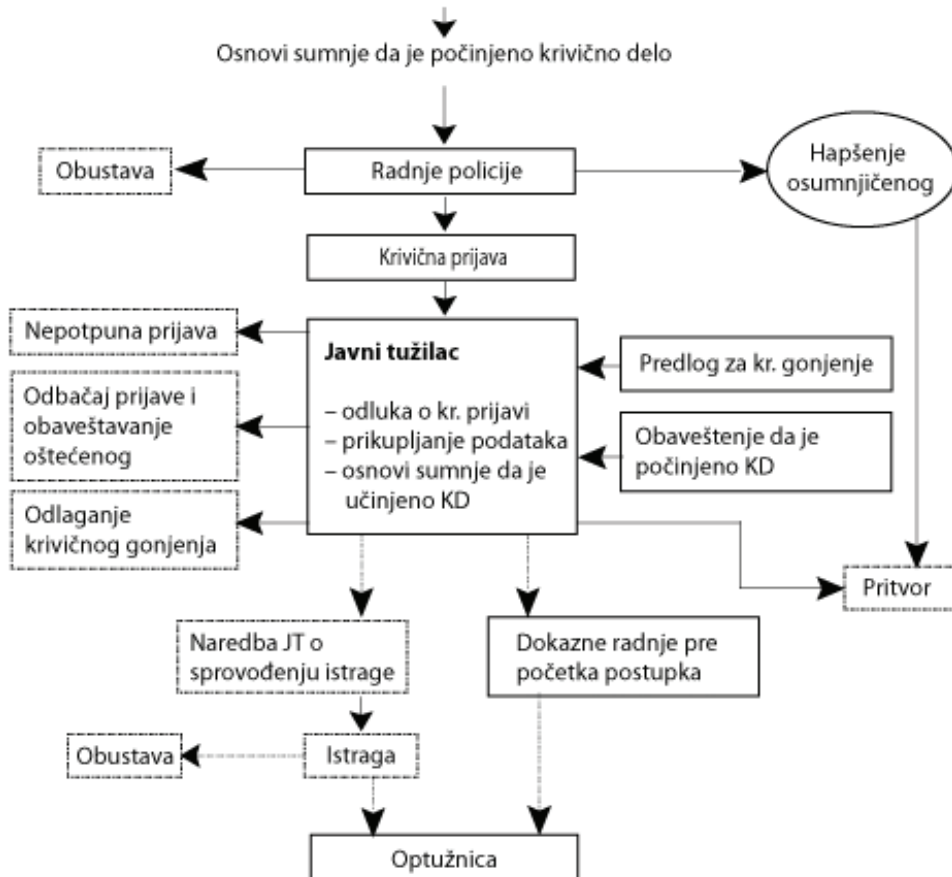 Osnovi sumnje da je počinjeno krivično delo
Obustava
Radnje policije
Hapšenje
osumnjičenog
Krivična prijava
Nepotpuna prijava
Odbačaj prijave i
obaveštavanje
oštećenog
Odlaganje
krivičnog gonjenja
Javni tužilac
– odluka o kr. prijavi
– prikupljanje podataka
– osnovi sumnje da je
učinjeno KD
Predlog za kr. gonjenje
Obaveštenje da je
počinjeno KD
Pritvor
Naredba JT o
sprovođenju istrage
Dokazne radnje pre
početka postupka
Obustava
Istraga
Optužnica